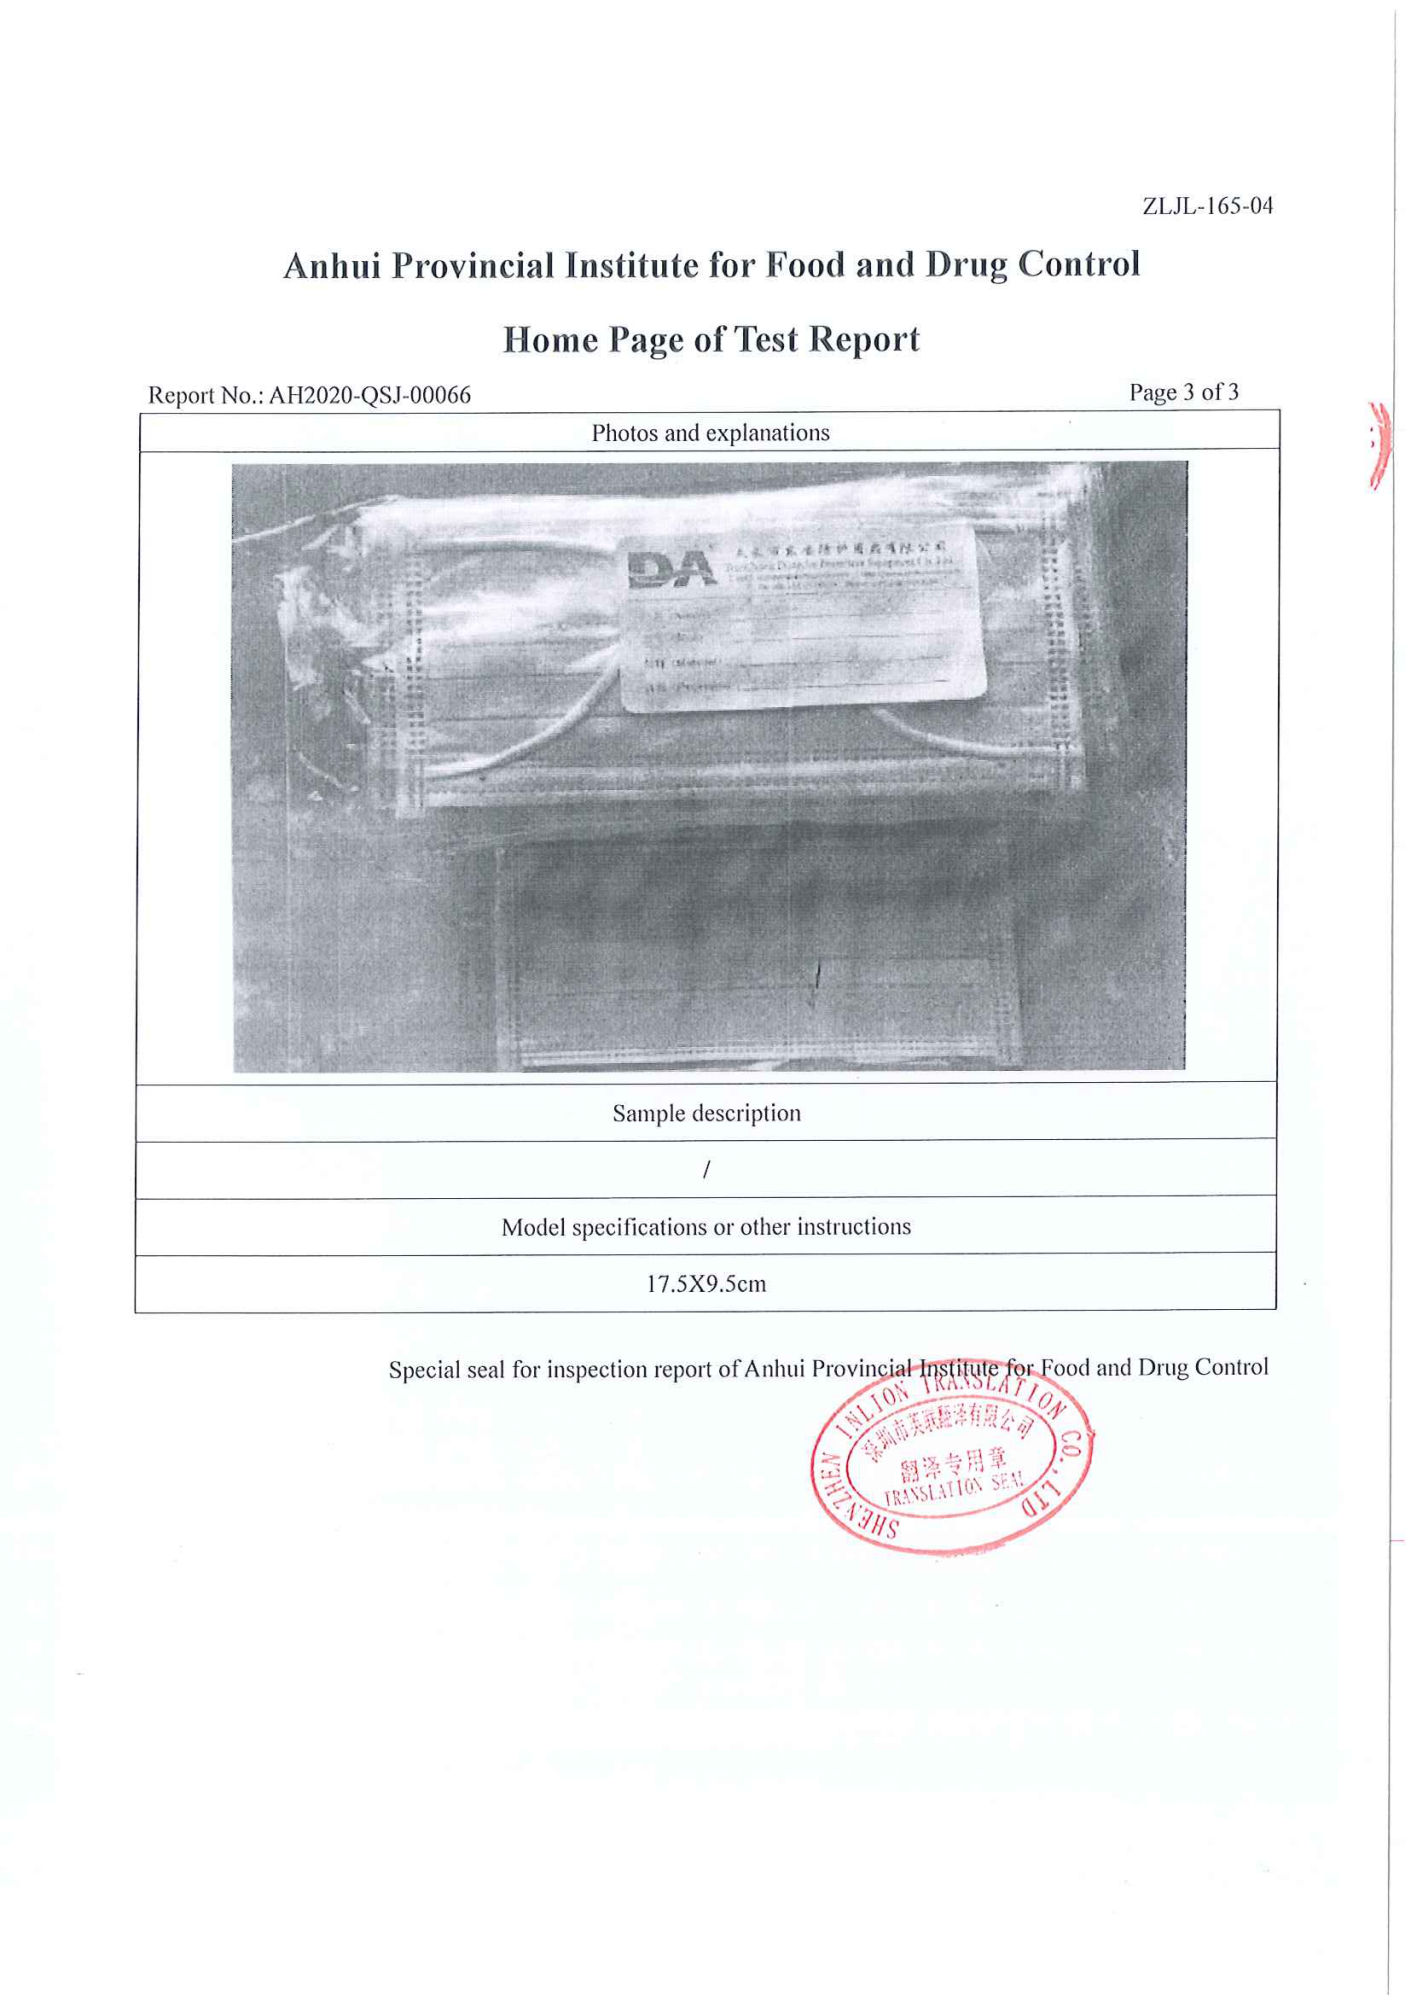 ZLJL-165-04
Anhui Provincial Institute for Food and Drug Control
Home Page of Test Report
Report No.: AH2020-QSJ-00066
Page 3 of 3
Photos and explanations
DA
Sample description
/
Model specifications or other instructions
17.5X9.5cm
Special seal for inspection report of Anhui Provincial Institute for Food and Drug Control
SHENZHEN INLION TRANSLATION CO., LTD
深圳市英联翻译有限公司
翻译专用章
TRANSLATION SEAL